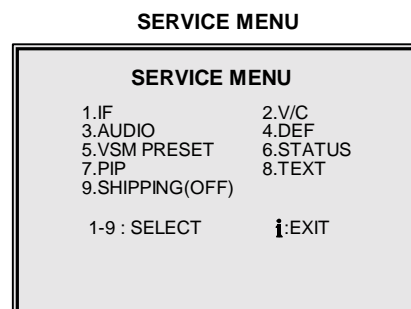 SERVICE MENU
SERVICE MENU
1.IF 2.V/C
3.AUDIO 4.DEF
5.VSM PRESET 6.STATUS
7.PIP 8.TEXT
9.SHIPPING(OFF)
1-9 : SELECT i:EXIT